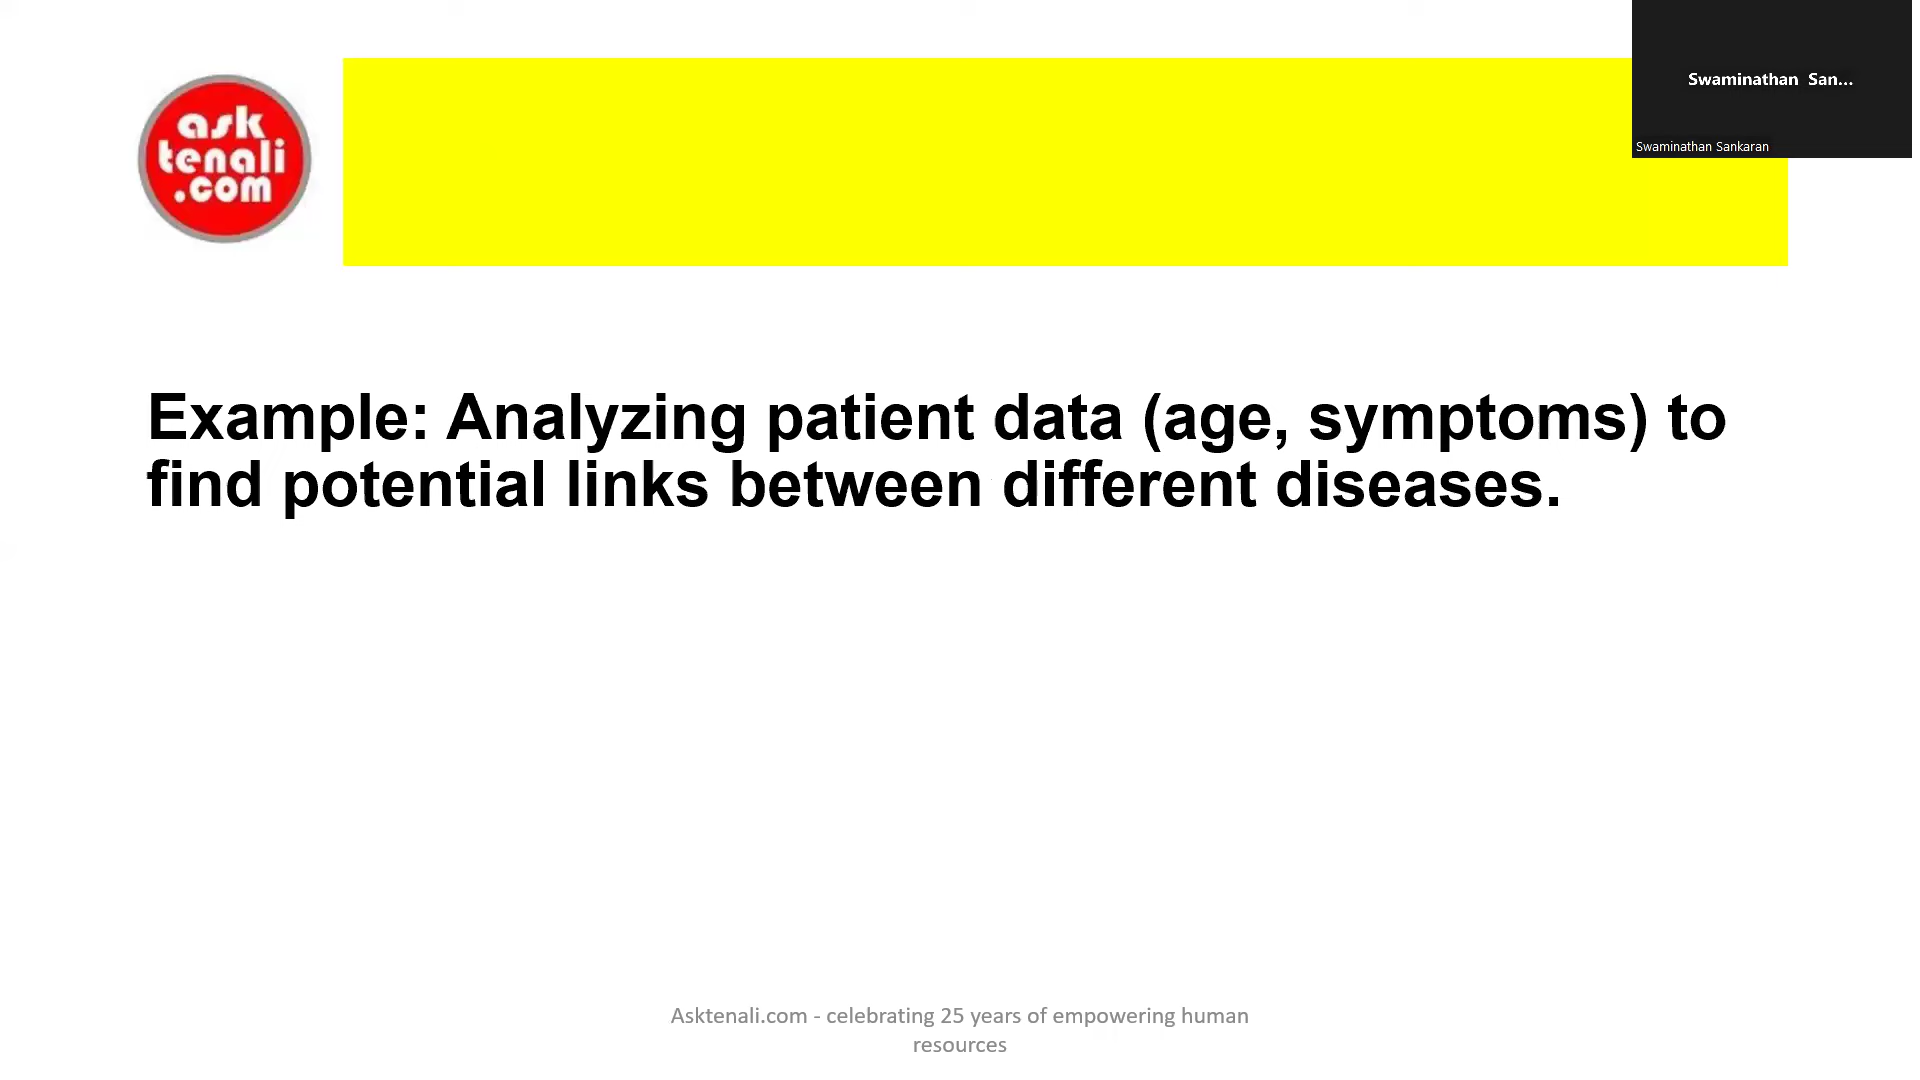 ask
tenali
.com
Swaminathan San...
Swaminathan Sankaran
Example: Analyzing patient data (age, symptoms) to
find potential links between different diseases.
Asktenali.com - celebrating 25 years of empowering human
resources